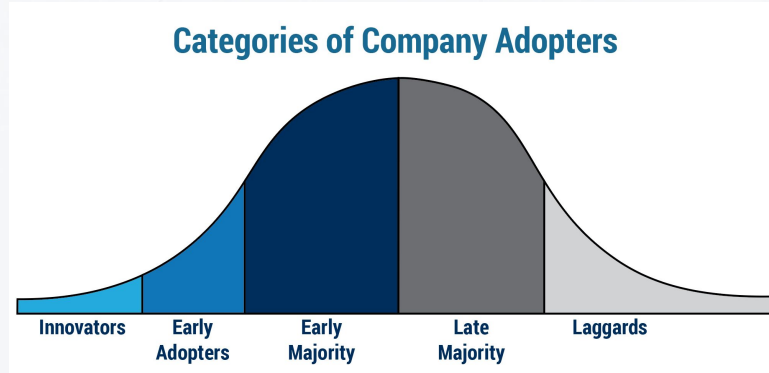 Categories of Company Adopters
Innovators
Early
Adopters
Early
Majority
Late
Majority
Laggards